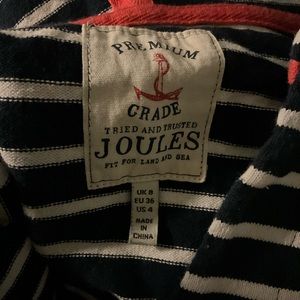 PREMIUM
GRADE
TRIED AND TRUSTED
JOULES
FIT FOR LAND AND SEA
UK 8
EU 36
US 4
MADE
IN
CHINA